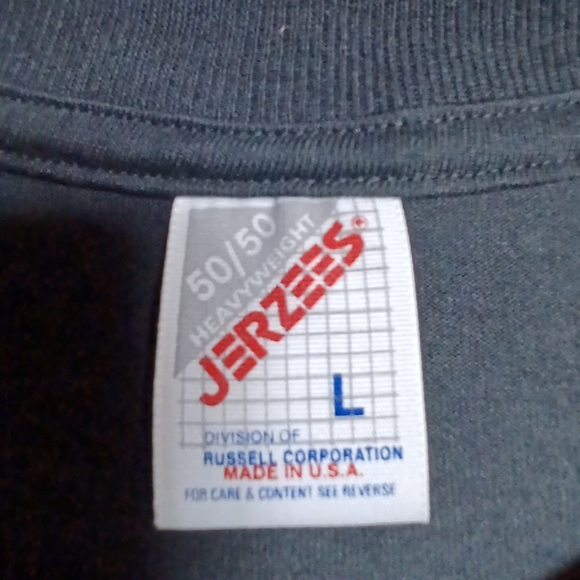 50/50
HEAVYWEIGHT
JERZEES®
L
DIVISION OF
RUSSELL CORPORATION
MADE IN U.S.A.
FOR CARE & CONTENT SEE REVERSE